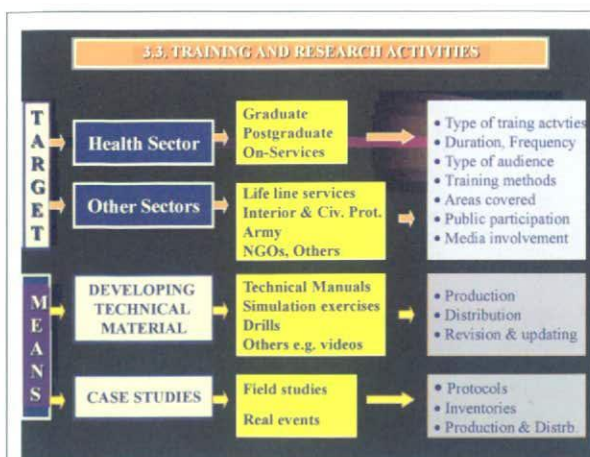 3.3. TRAINING AND RESEARCH ACTIVITIES
TARGET
Health Sector
Graduate
Postgraduate
On-Services
Other Sectors
Life line services
Interior & Civ. Prot.
Army
NGOs, Others
• Type of traing actvties
• Duration, Frequency
• Type of audience
• Training methods
• Areas covered
• Public participation
• Media involvement
MEANS
DEVELOPING
TECHNICAL
MATERIAL
Technical Manuals
Simulation exercises
Drills
Others e.g. videos
• Production
• Distribution
• Revision & updating
CASE STUDIES
Field studies
Real events
• Protocols
• Inventories
• Production & Distrb.